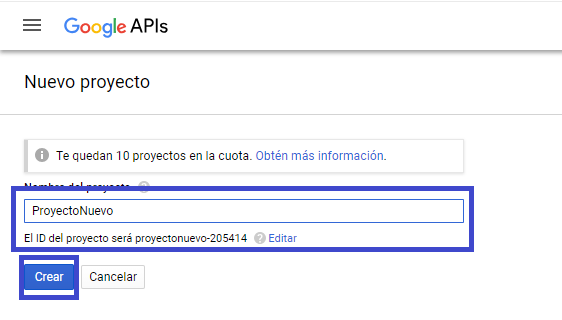 Google APIs
Nuevo proyecto
Te quedan 10 proyectos en la cuota. Obtén más información.
Nombre del proyecto
ProyectoNuevo
El ID del proyecto será proyectonuevo-205414 Editar
Crear Cancelar